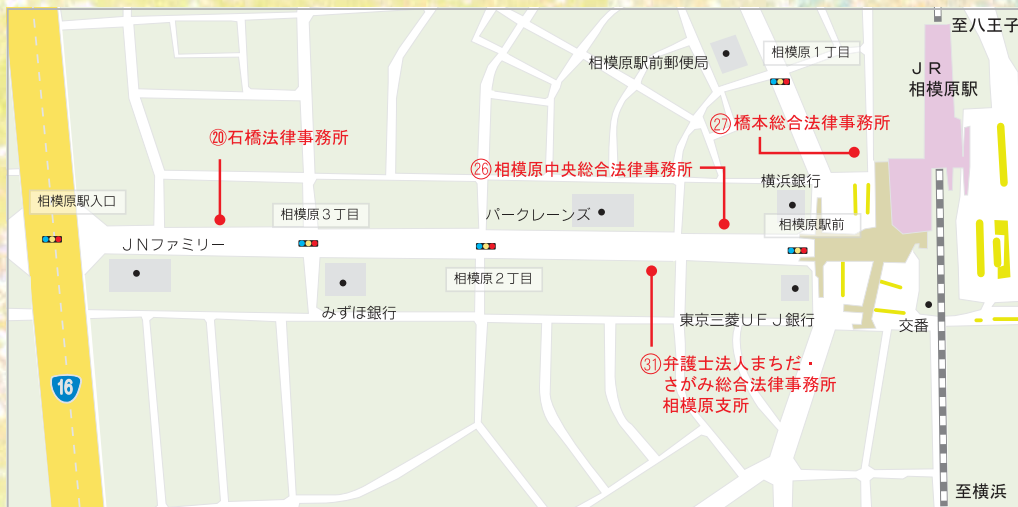 至八王子
相模原１丁目
相模原駅前郵便局
ＪＲ
相模原駅
㉗橋本総合法律事務所
⑳石橋法律事務所
㉖相模原中央総合法律事務所
横浜銀行
相模原駅入口
相模原３丁目
パークレーンズ
相模原駅前
ＪＮファミリー
相模原２丁目
みずほ銀行
東京三菱ＵＦＪ銀行
交番
㉛弁護士法人まちだ・
さがみ総合法律事務所
相模原支所
16
至横浜